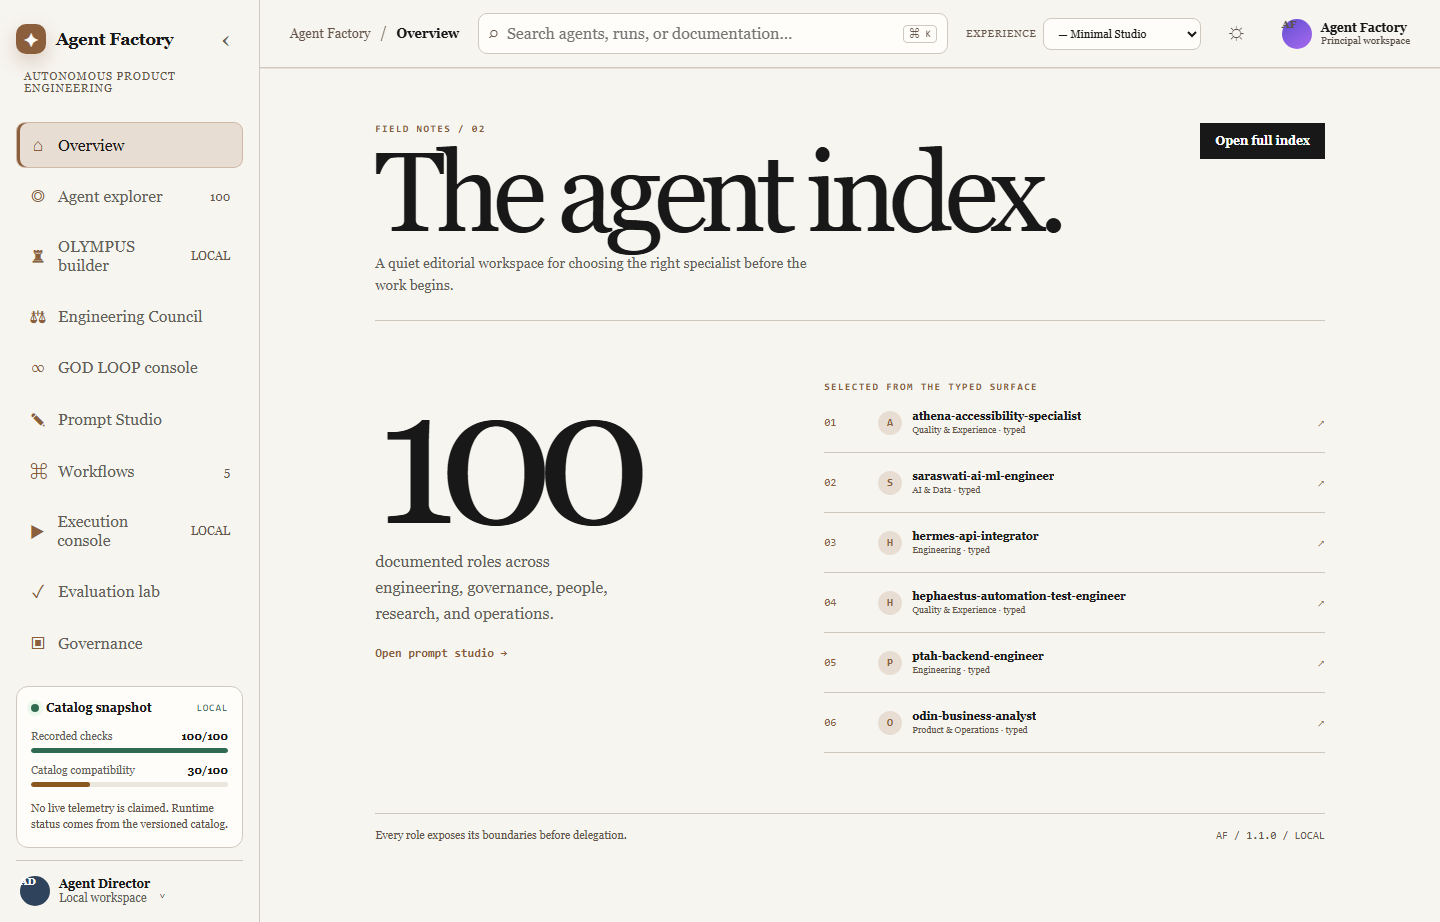 Agent Factory
AUTONOMOUS PRODUCT
ENGINEERING
Overview
Agent explorer 100
OLYMPUS
builder
LOCAL
Engineering Council
GOD LOOP console
Prompt Studio
Workflows 5
Execution
console
LOCAL
Evaluation lab
Governance
Catalog snapshot LOCAL
Recorded checks 100/100
Catalog compatibility 30/100
No live telemetry is claimed. Runtime
status comes from the versioned catalog.
AD
Agent Director
Local workspace
Agent Factory / Overview
Search agents, runs, or documentation... ⌘ K
EXPERIENCE
— Minimal Studio
AF
Agent Factory
Principal workspace
FIELD NOTES / 02
The agent index.
A quiet editorial workspace for choosing the right specialist before the
work begins.
Open full index
100
documented roles across
engineering, governance, people,
research, and operations.
Open prompt studio →
SELECTED FROM THE TYPED SURFACE
01 A athena-accessibility-specialist ↗
Quality & Experience · typed
02 S saraswati-ai-ml-engineer ↗
AI & Data · typed
03 H hermes-api-integrator ↗
Engineering · typed
04 H hephaestus-automation-test-engineer ↗
Quality & Experience · typed
05 P ptah-backend-engineer ↗
Engineering · typed
06 O odin-business-analyst ↗
Product & Operations · typed
Every role exposes its boundaries before delegation.
AF / 1.1.0 / LOCAL